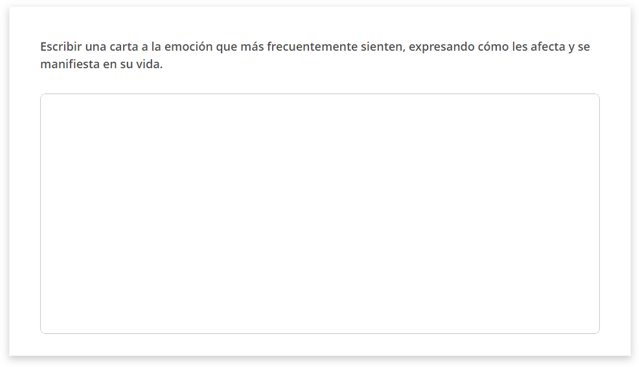 Escribir una carta a la emoción que más frecuentemente sienten, expresando cómo les afecta y se
manifiesta en su vida.